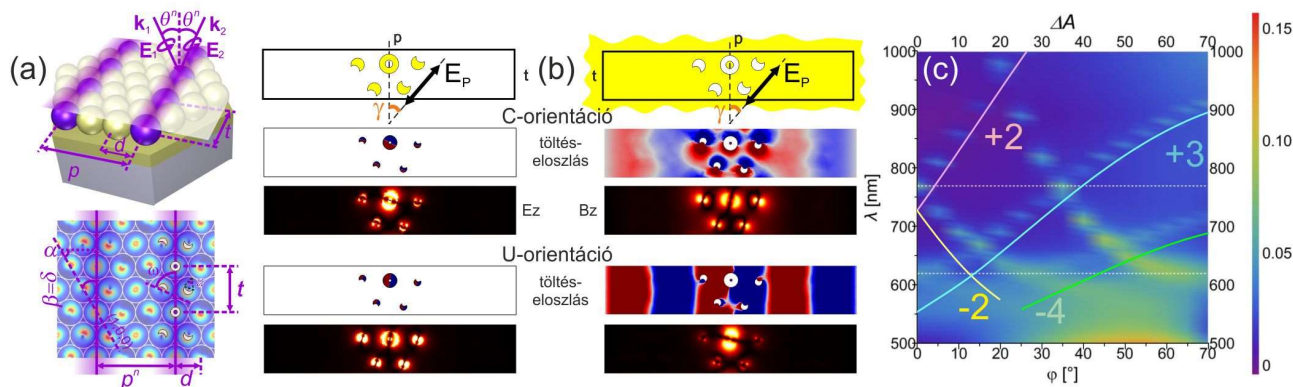 (a)
k₁ θⁿ θⁿ k₂
E₁ E₂
t
d
p
α
β=δ
ω
t
pⁿ d
p
t
E_P
γ
(b)
p
t
E_P
γ
C-orientáció
töltés-
eloszlás
Ez Bz
U-orientáció
töltés-
eloszlás
(c)
ΔA
0 10 20 30 40 50 60 70
1000 1000
900 900
800 800
700 700
600 600
500 500
λ [nm]
+2
+3
-2
-4
0 10 20 30 40 50 60 70
φ [°]
0.15
0.10
0.05
0